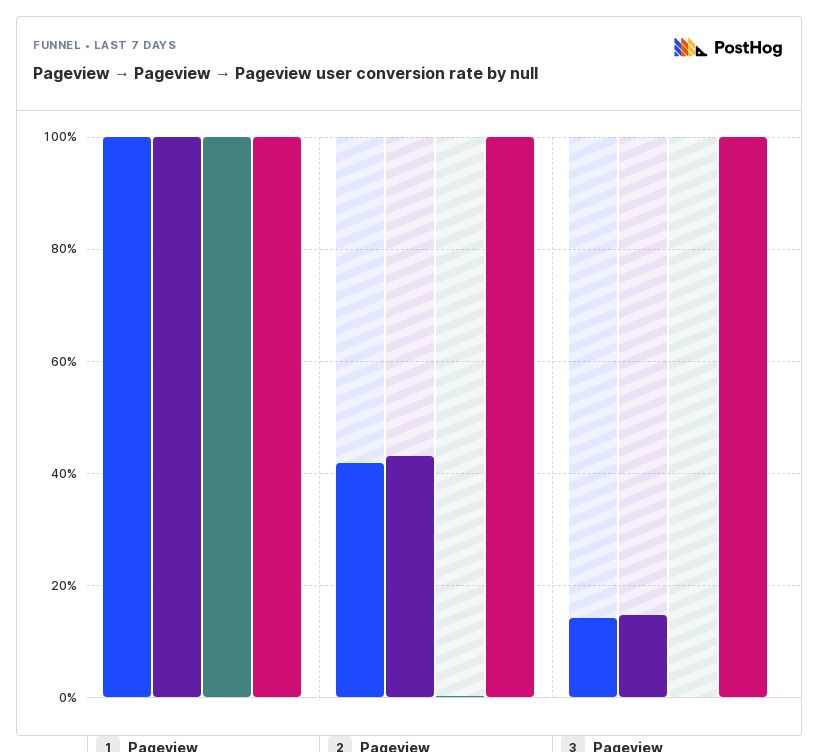 FUNNEL • LAST 7 DAYS
PostHog
Pageview → Pageview → Pageview user conversion rate by null
100%
80%
60%
40%
20%
0%
1 Pageview
2 Pageview
3 Pageview